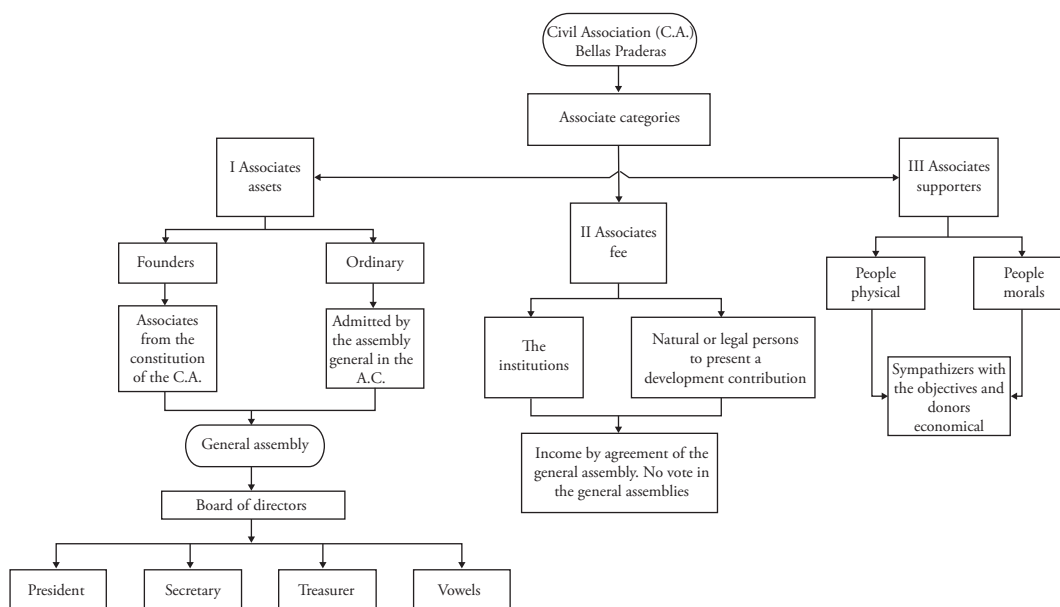 Civil Association (C.A.)
Bellas Praderas
Associate categories
I Associates
assets
II Associates
fee
III Associates
supporters
Founders
Ordinary
People
physical
People
morals
Associates
from the
constitution
of the C.A.
Admitted by
the assembly
general in the
A.C.
The
institutions
Natural or legal persons
to present a
development contribution
Sympathizers with
the objectives and
donors
economical
General assembly
Income by agreement of the
general assembly. No vote in
the general assemblies
Board of directors
President
Secretary
Treasurer
Vowels